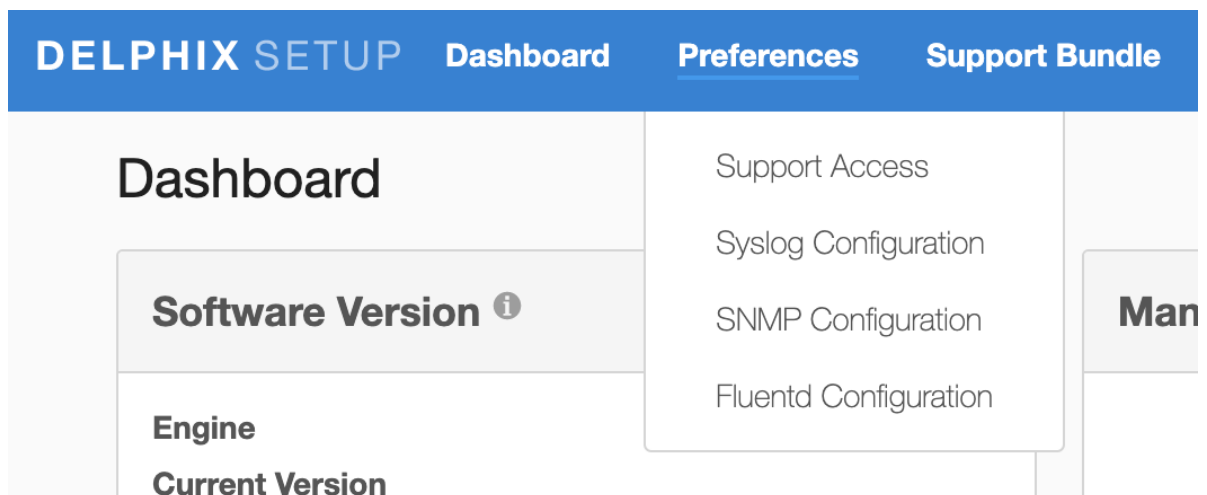 DELPHIX SETUP Dashboard Preferences Support Bundle
Dashboard
Support Access
Syslog Configuration
SNMP Configuration
Fluentd Configuration
Software Version
Engine
Current Version
Man